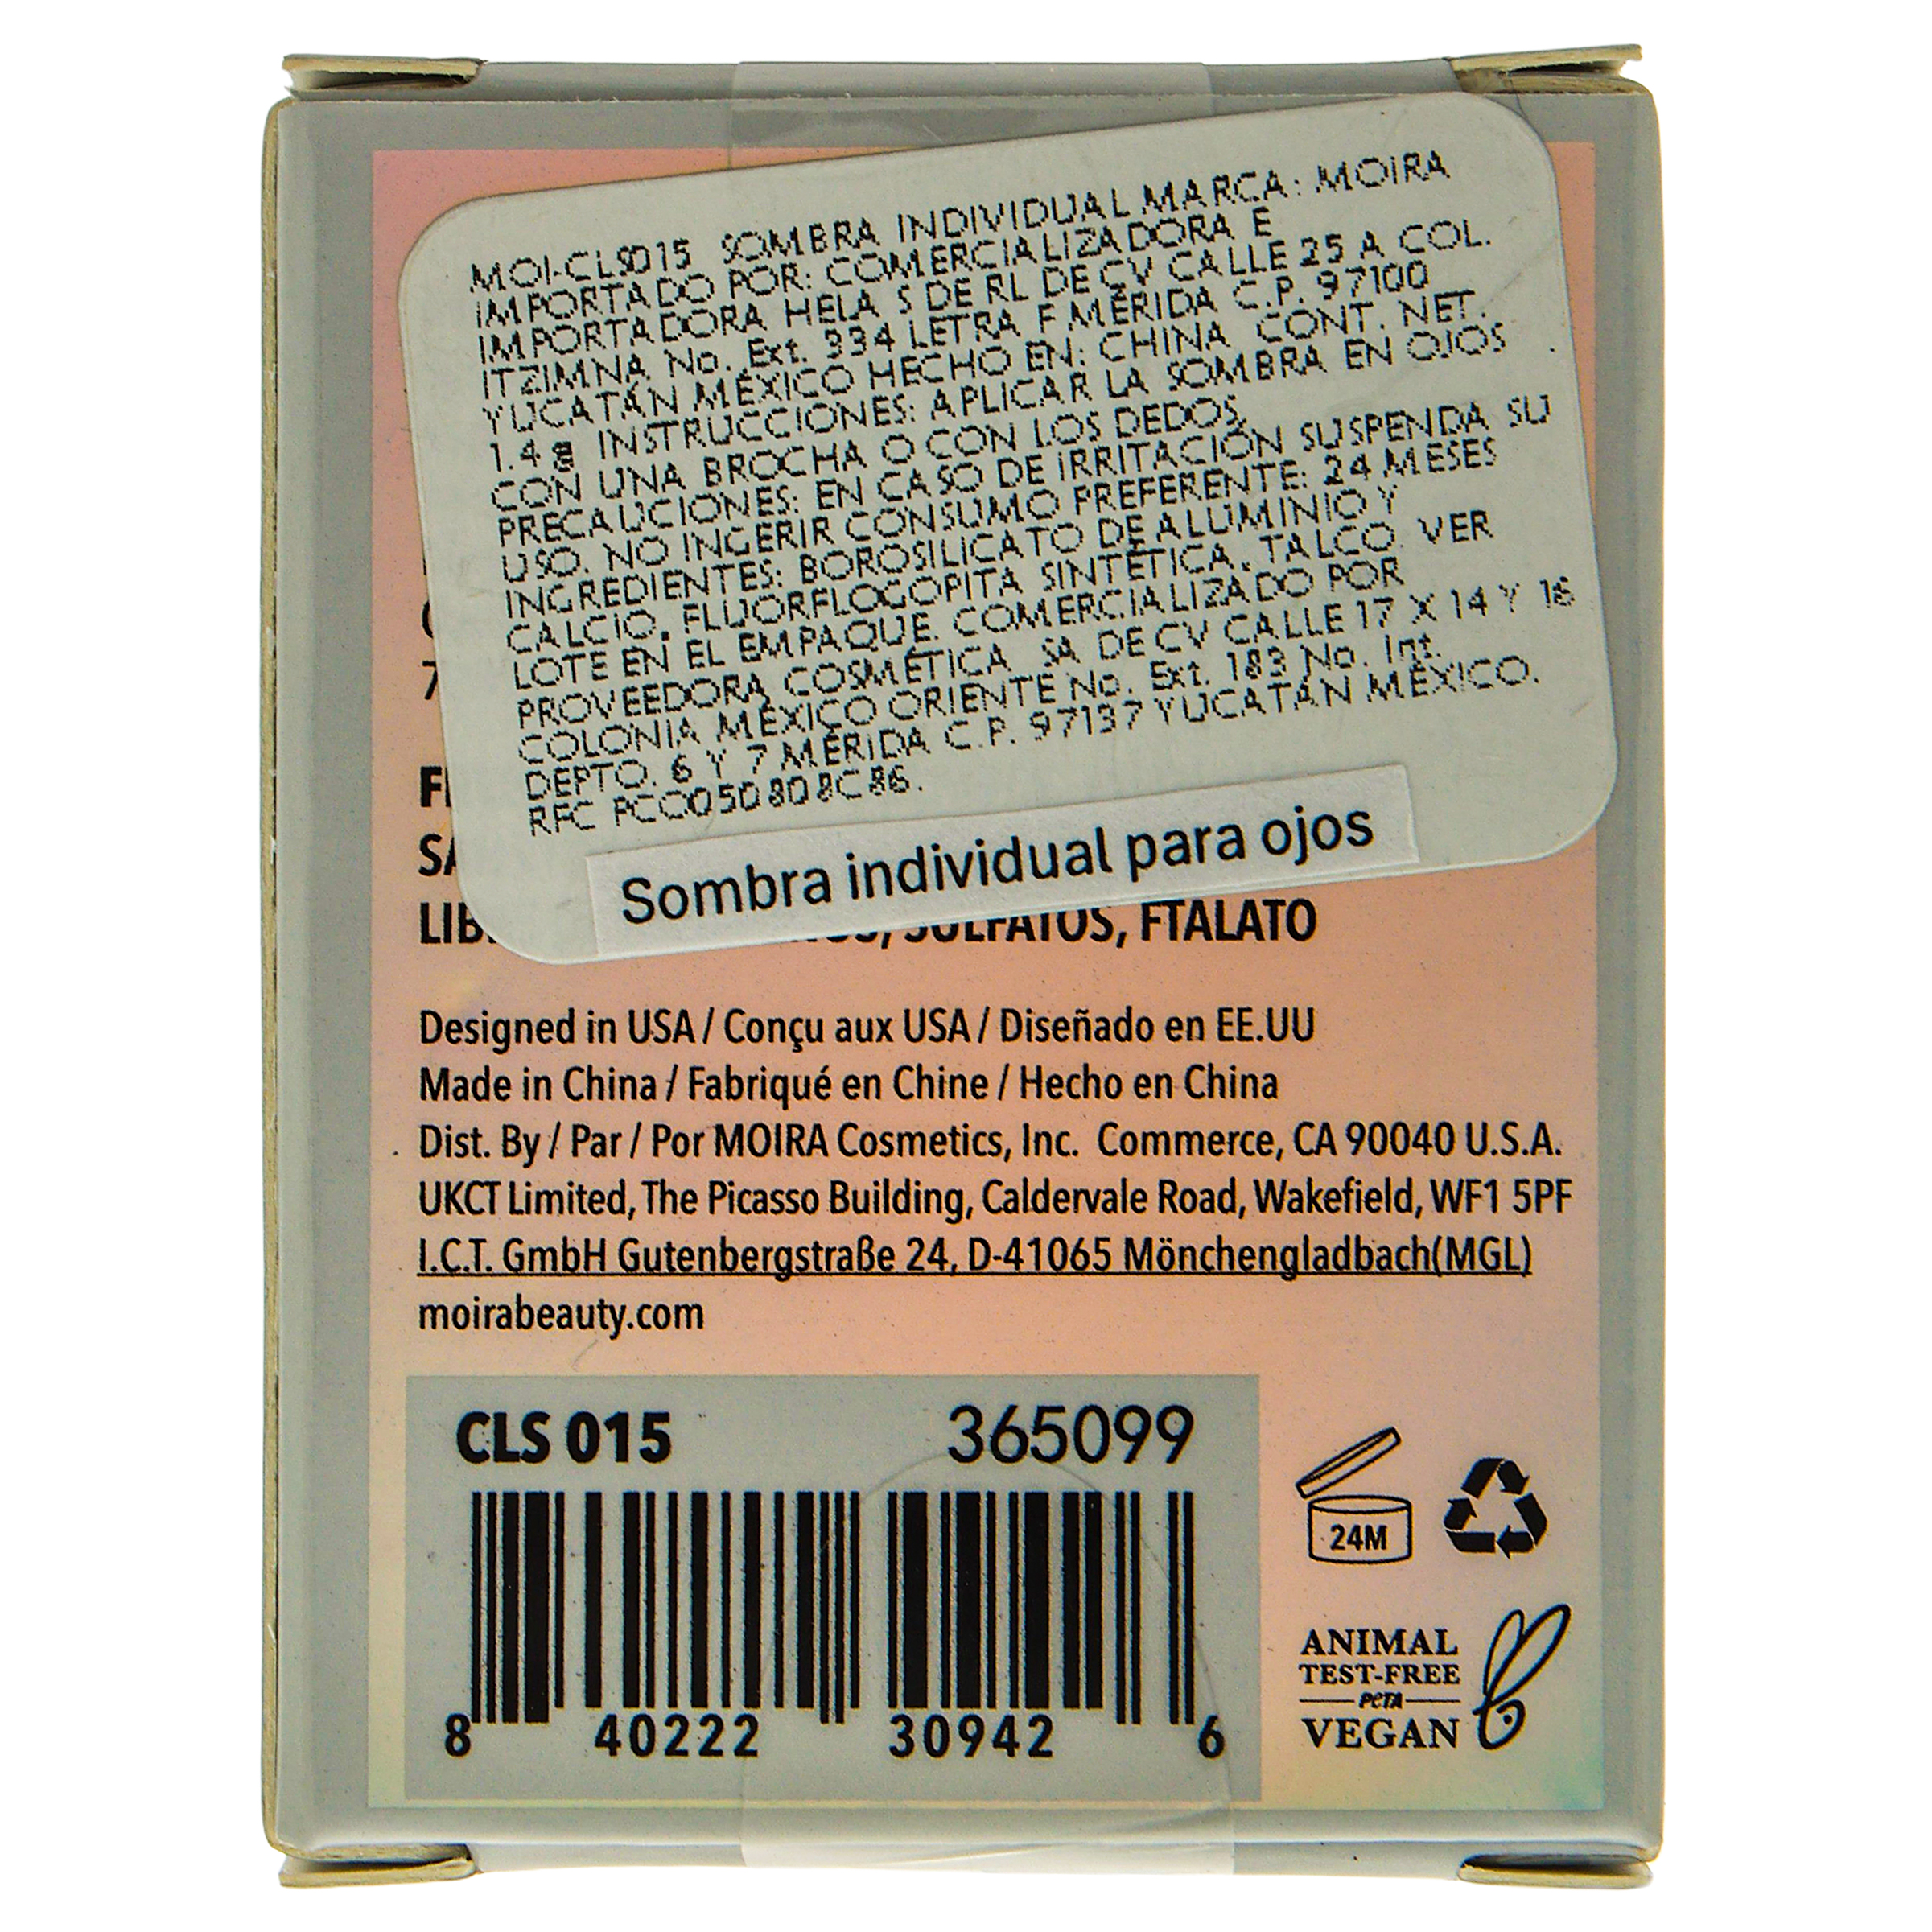 MOI-CLS015 SOMBRA INDIVIDUAL MARCA: MOIRA
IMPORTADO POR: COMERCIALIZADORA E
IMPORTADORA HELA S DE RL DE CV CALLE 25 A COL.
ITZIMNA No. Ext. 334 LETRA F MÉRIDA C.P. 97100
YUCATÁN MÉXICO HECHO EN: CHINA CONT. NET.
1.4 g INSTRUCCIONES: APLICAR LA SOMBRA EN OJOS
CON UNA BROCHA O CON LOS DEDOS.
PRECAUCIONES: EN CASO DE IRRITACIÓN SUSPENDA SU
USO. NO INGERIR CONSUMO PREFERENTE: 24 MESES
INGREDIENTES: BOROSILICATO DE ALUMINIO Y
CALCIO, FLUORFLOGOPITA SINTÉTICA, TALCO. VER
LOTE EN EL EMPAQUE. COMERCIALIZADO POR
PROVEEDORA COSMÉTICA SA DE CV CALLE 17 X 14 Y 16
COLONIA MÉXICO ORIENTE No. Ext. 183 No. Int.
DEPTO. 6 Y 7 MÉRIDA C.P. 97137 YUCATÁN MÉXICO.
RFC PCO050808C86.
Sombra individual para ojos
SULFATOS, FTALATO
Designed in USA / Conçu aux USA / Diseñado en EE.UU
Made in China / Fabriqué en Chine / Hecho en China
Dist. By / Par / Por MOIRA Cosmetics, Inc. Commerce, CA 90040 U.S.A.
UKCT Limited, The Picasso Building, Caldervale Road, Wakefield, WF1 5PF
I.C.T. GmbH Gutenbergstraße 24, D-41065 Mönchengladbach(MGL)
moirabeauty.com
CLS 015 365099
8 40222 30942 6
24M
ANIMAL
TEST-FREE
PETA
VEGAN